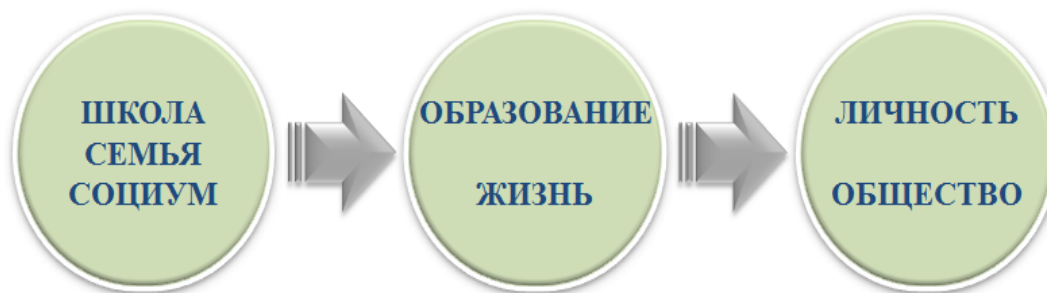 ШКОЛА
СЕМЬЯ
СОЦИУМ
ОБРАЗОВАНИЕ
ЖИЗНЬ
ЛИЧНОСТЬ
ОБЩЕСТВО